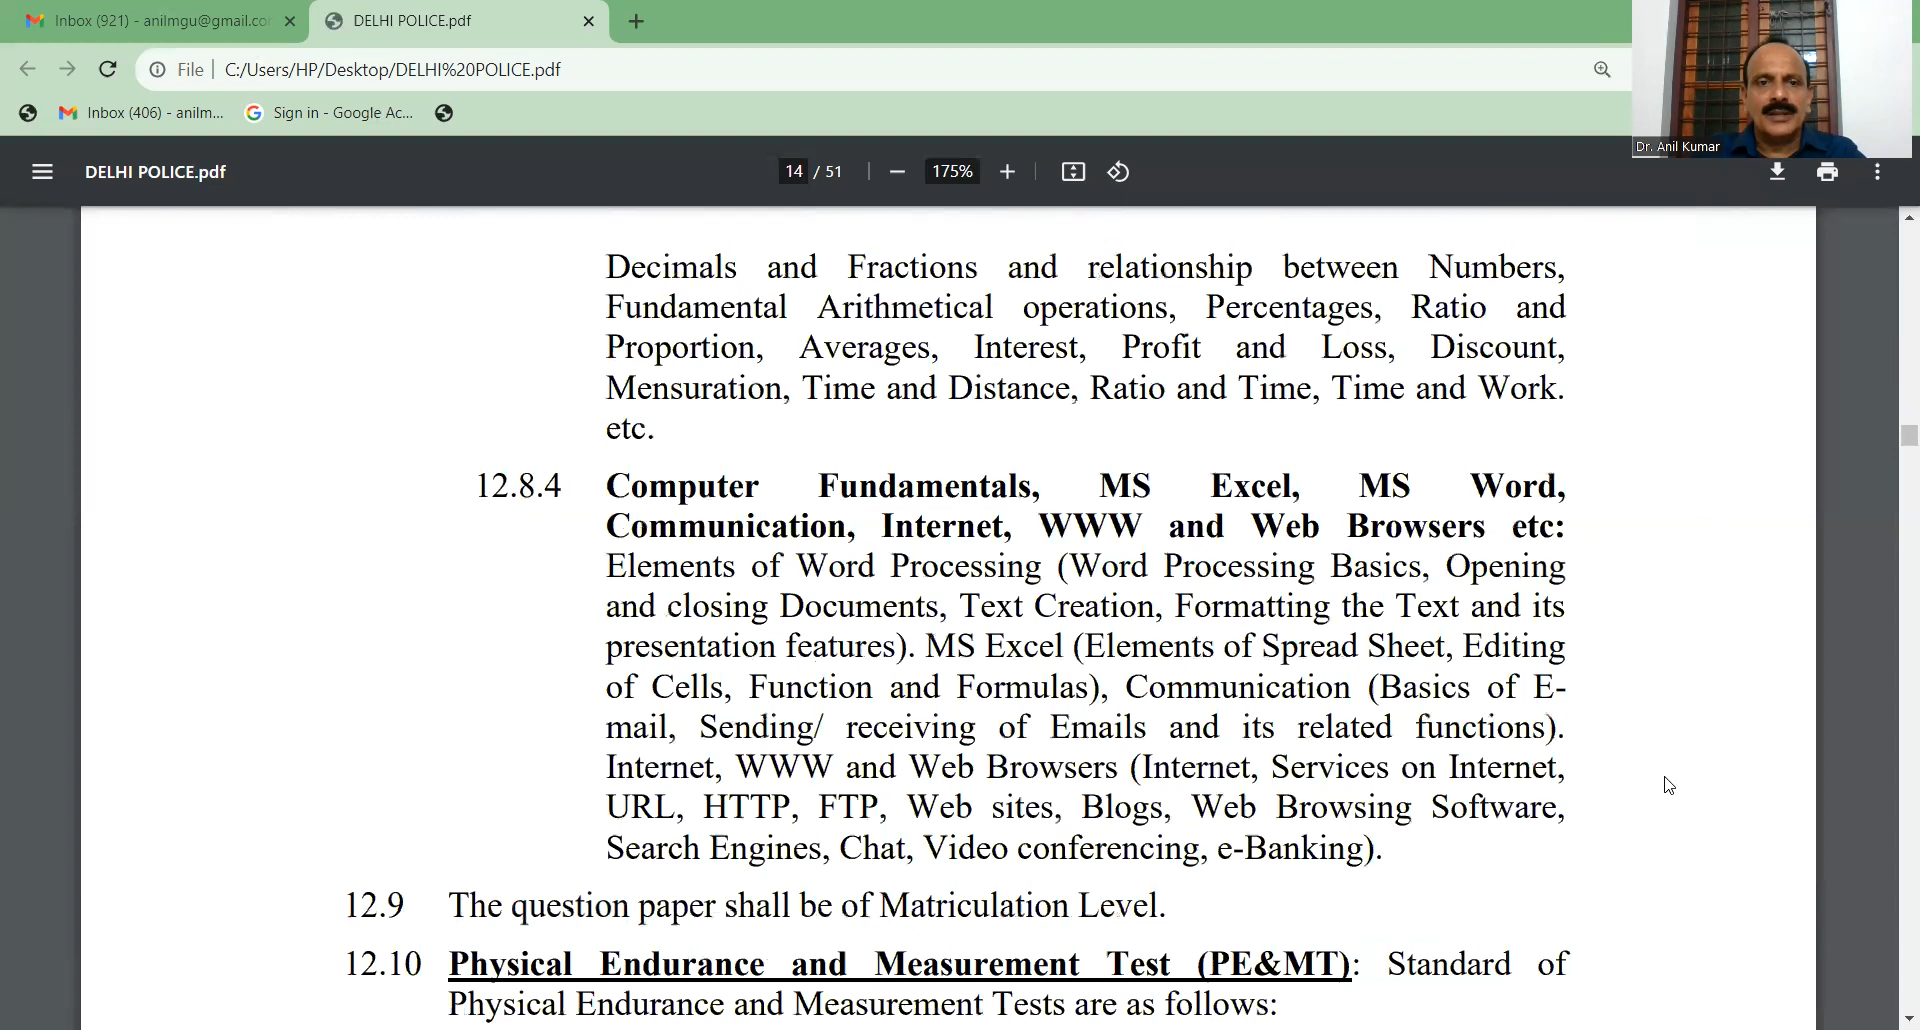 Inbox (921) - anilmgu@gmail.co
DELHI POLICE.pdf
File
C:/Users/HP/Desktop/DELHI%20POLICE.pdf
Inbox (406) - anilm...
Sign in - Google Ac...
Dr. Anil Kumar
DELHI POLICE.pdf
14 / 51
175%
Decimals and Fractions and relationship between Numbers,
Fundamental Arithmetical operations, Percentages, Ratio and
Proportion, Averages, Interest, Profit and Loss, Discount,
Mensuration, Time and Distance, Ratio and Time, Time and Work.
etc.
12.8.4 Computer Fundamentals, MS Excel, MS Word,
Communication, Internet, WWW and Web Browsers etc:
Elements of Word Processing (Word Processing Basics, Opening
and closing Documents, Text Creation, Formatting the Text and its
presentation features). MS Excel (Elements of Spread Sheet, Editing
of Cells, Function and Formulas), Communication (Basics of E-
mail, Sending/ receiving of Emails and its related functions).
Internet, WWW and Web Browsers (Internet, Services on Internet,
URL, HTTP, FTP, Web sites, Blogs, Web Browsing Software,
Search Engines, Chat, Video conferencing, e-Banking).
12.9 The question paper shall be of Matriculation Level.
12.10 Physical Endurance and Measurement Test (PE&MT): Standard of
Physical Endurance and Measurement Tests are as follows: